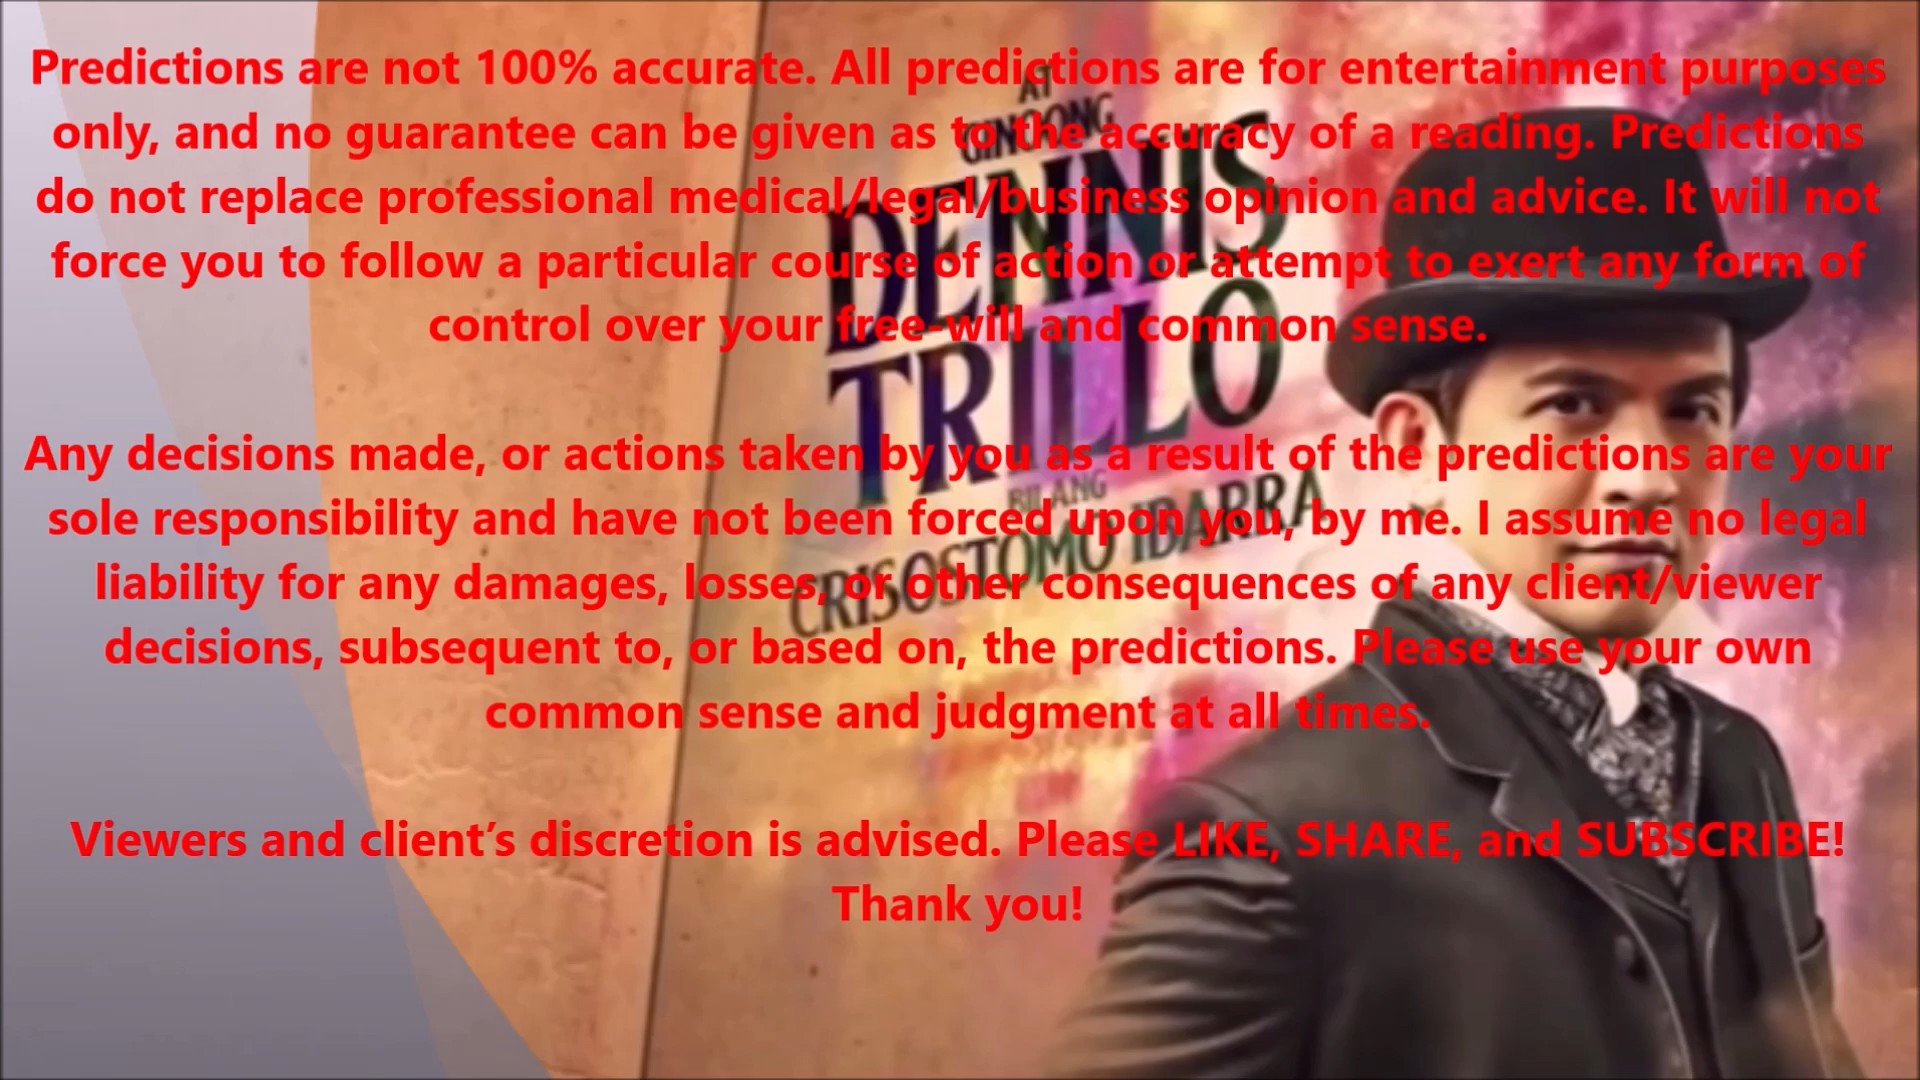 Predictions are not 100% accurate. All predictions are for entertainment purposes
only, and no guarantee can be given as to the accuracy of a reading. Predictions
do not replace professional medical/legal/business opinion and advice. It will not
force you to follow a particular course of action or attempt to exert any form of
control over your free-will and common sense.
Any decisions made, or actions taken by you as a result of the predictions are your
sole responsibility and have not been forced upon you, by me. I assume no legal
liability for any damages, losses, or other consequences of any client/viewer
decisions, subsequent to, or based on, the predictions. Please use your own
common sense and judgment at all times.
Viewers and client’s discretion is advised. Please LIKE, SHARE, and SUBSCRIBE!
Thank you!
AT
GINOONG
DENNIS
TRILLO
BILANG
CRISOSTOMO IBARRA